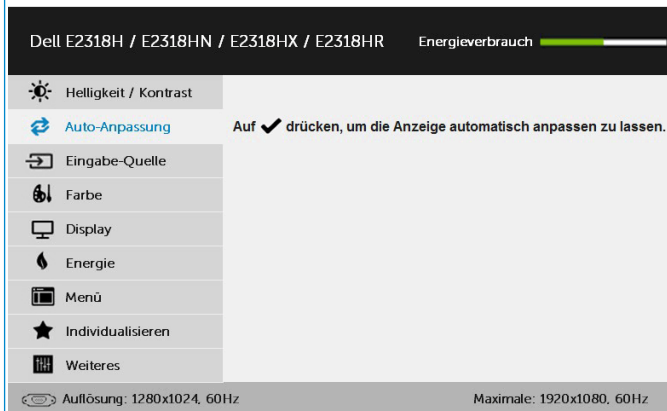 Dell E2318H / E2318HN / E2318HX / E2318HR Energieverbrauch
Helligkeit / Kontrast
Auto-Anpassung
Auf ✔ drücken, um die Anzeige automatisch anpassen zu lassen.
Eingabe-Quelle
Farbe
Display
Energie
Menü
Individualisieren
Weiteres
Auflösung: 1280x1024, 60Hz Maximale: 1920x1080, 60Hz